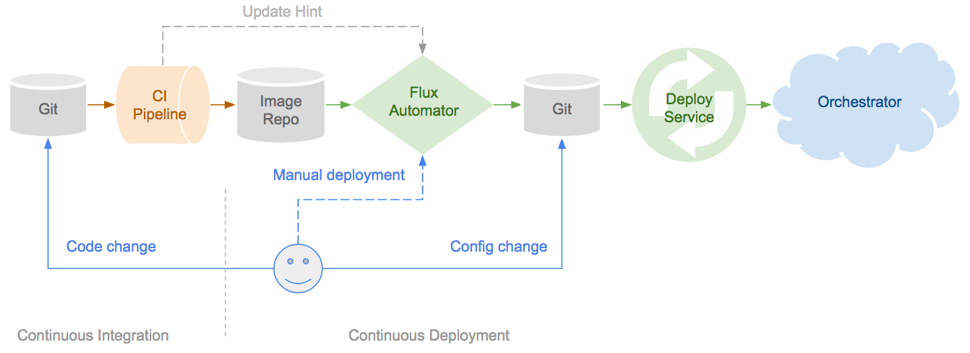 Update Hint
Git
CI
Pipeline
Image
Repo
Flux
Automator
Git
Deploy
Service
Orchestrator
Manual deployment
Code change
Config change
Continuous Integration
Continuous Deployment